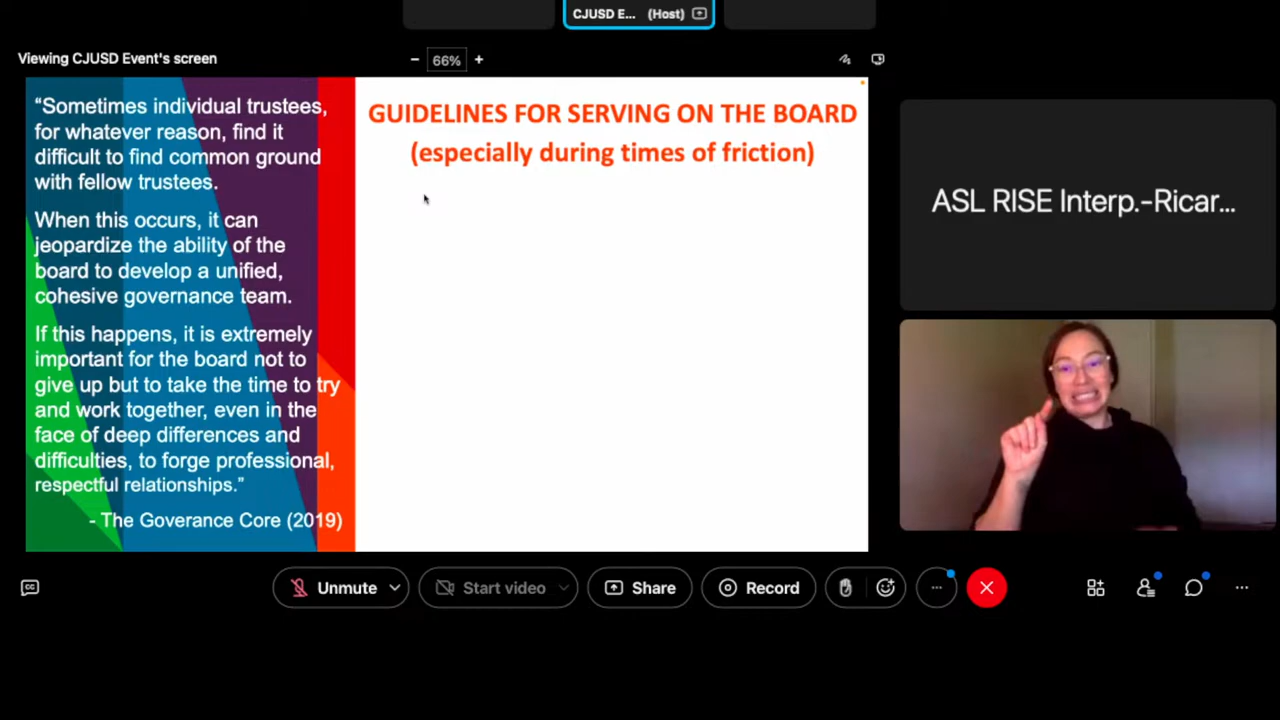 CJUSD E... (Host)
Viewing CJUSD Event's screen
66%
“Sometimes individual trustees,
for whatever reason, find it
difficult to find common ground
with fellow trustees.
When this occurs, it can
jeopardize the ability of the
board to develop a unified,
cohesive governance team.
If this happens, it is extremely
important for the board not to
give up but to take the time to try
and work together, even in the
face of deep differences and
difficulties, to forge professional,
respectful relationships.”
- The Goverance Core (2019)
GUIDELINES FOR SERVING ON THE BOARD
(especially during times of friction)
ASL RISE Interp.-Ricar...
CC
Unmute
Start video
Share
Record